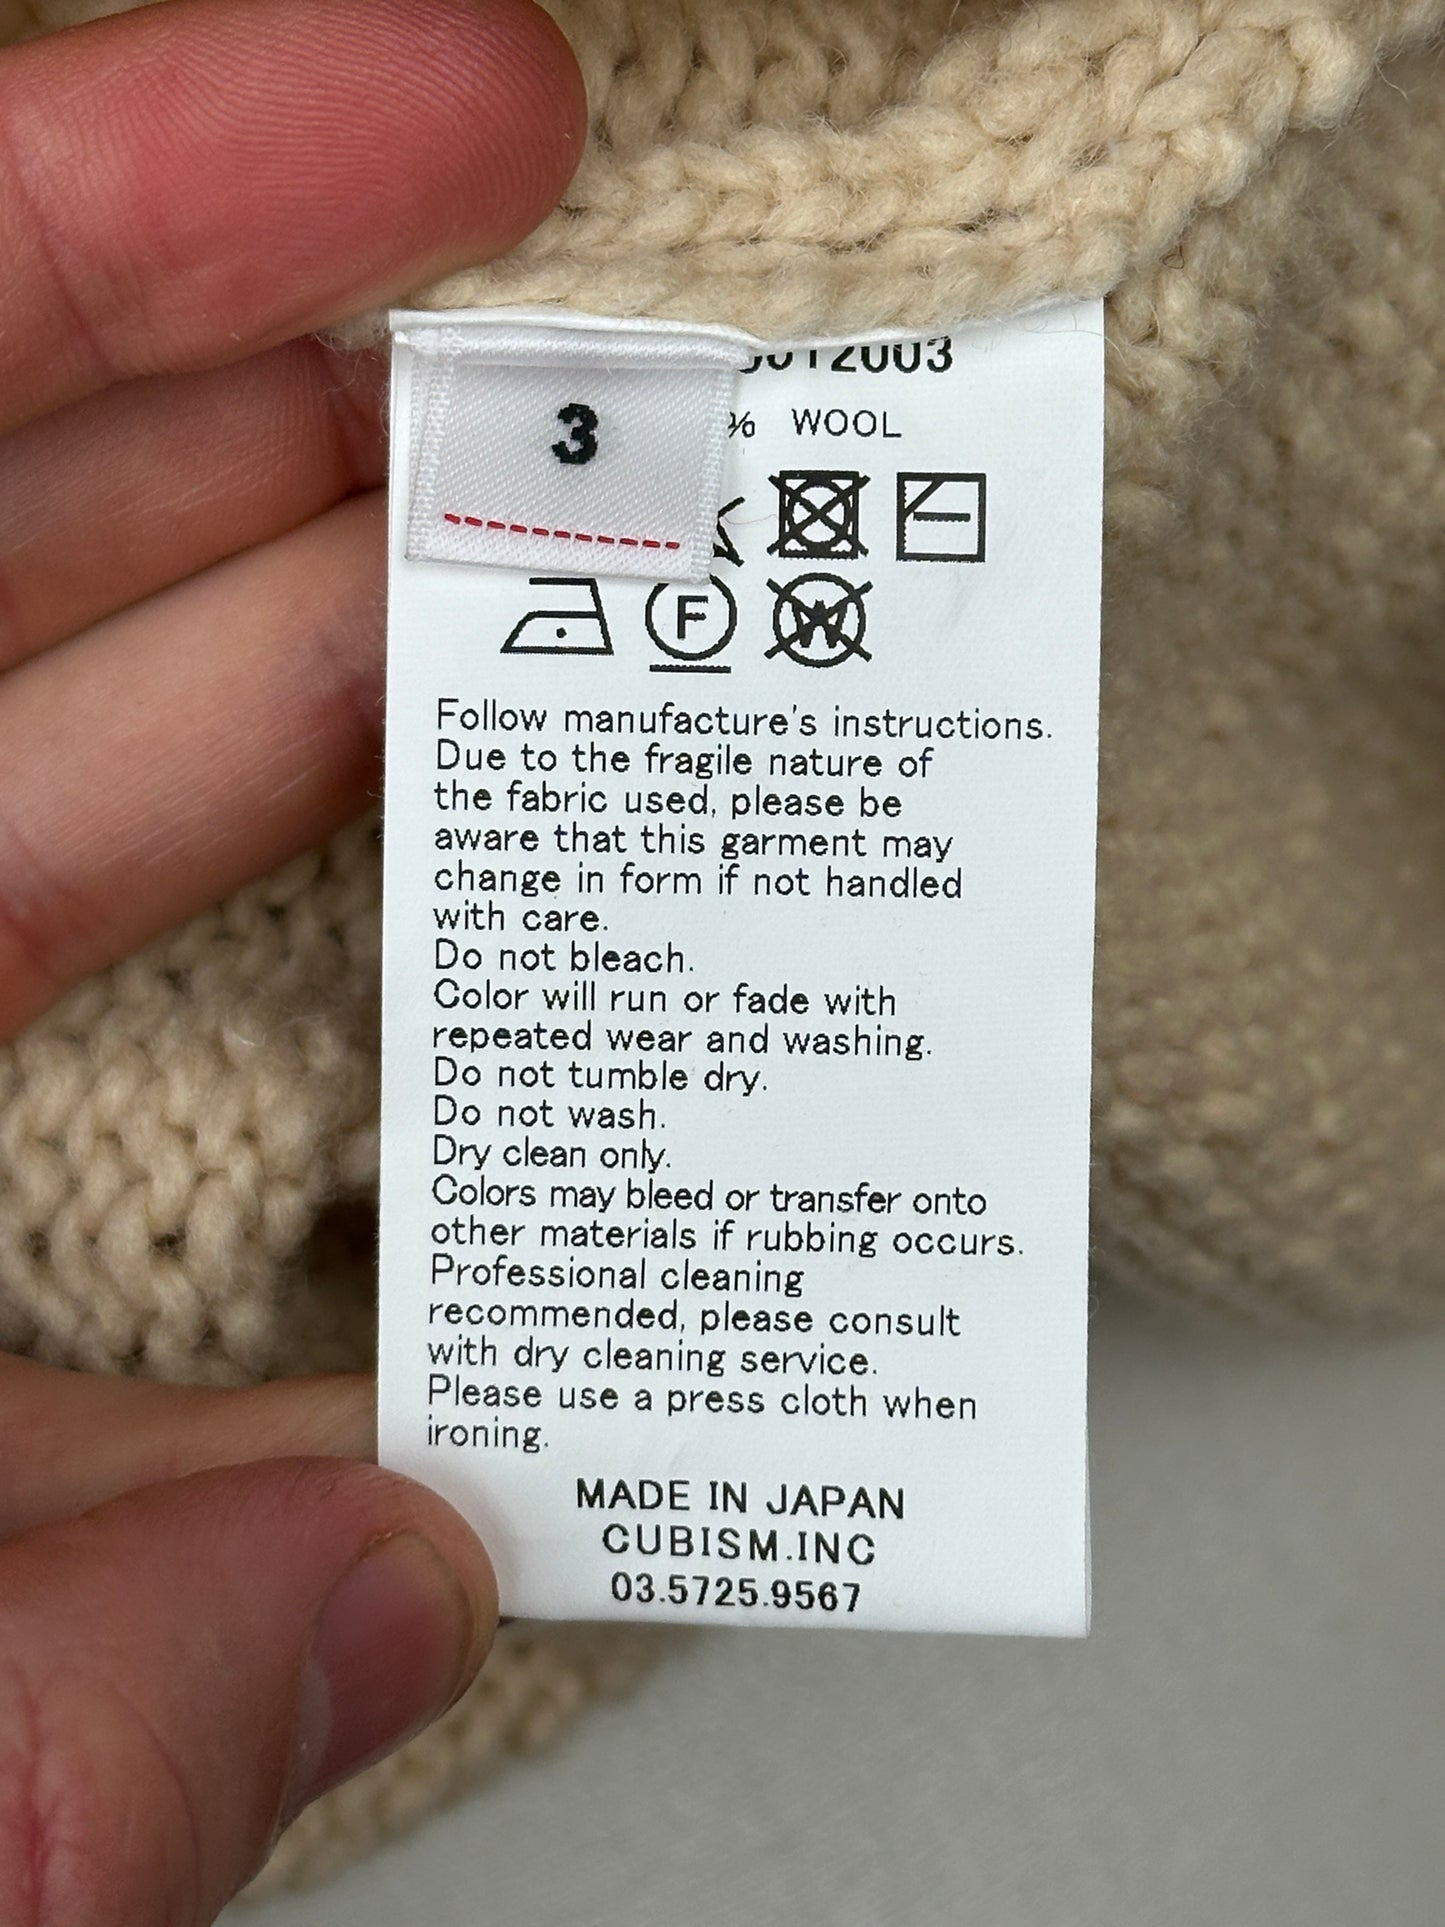 3
12003
% WOOL
F
W
Follow manufacture's instructions.
Due to the fragile nature of
the fabric used, please be
aware that this garment may
change in form if not handled
with care.
Do not bleach.
Color will run or fade with
repeated wear and washing.
Do not tumble dry.
Do not wash.
Dry clean only.
Colors may bleed or transfer onto
other materials if rubbing occurs.
Professional cleaning
recommended, please consult
with dry cleaning service.
Please use a press cloth when
ironing.
MADE IN JAPAN
CUBISM.INC
03.5725.9567